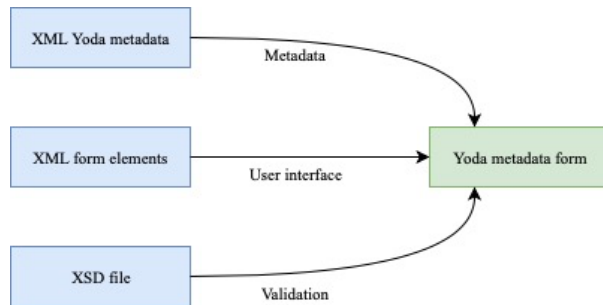 XML Yoda metadata
Metadata
XML form elements
User interface
Yoda metadata form
XSD file
Validation